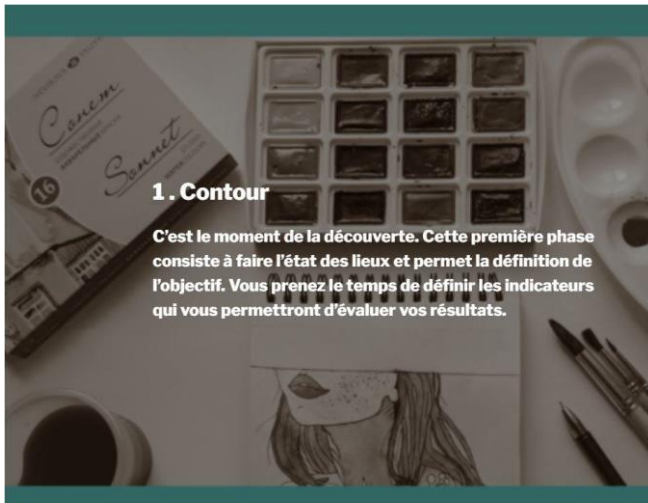 Сонет
Sonnet
16
1. Contour
C’est le moment de la découverte. Cette première phase
consiste à faire l’état des lieux et permet la définition de
l’objectif. Vous prenez le temps de définir les indicateurs
qui vous permettront d’évaluer vos résultats.